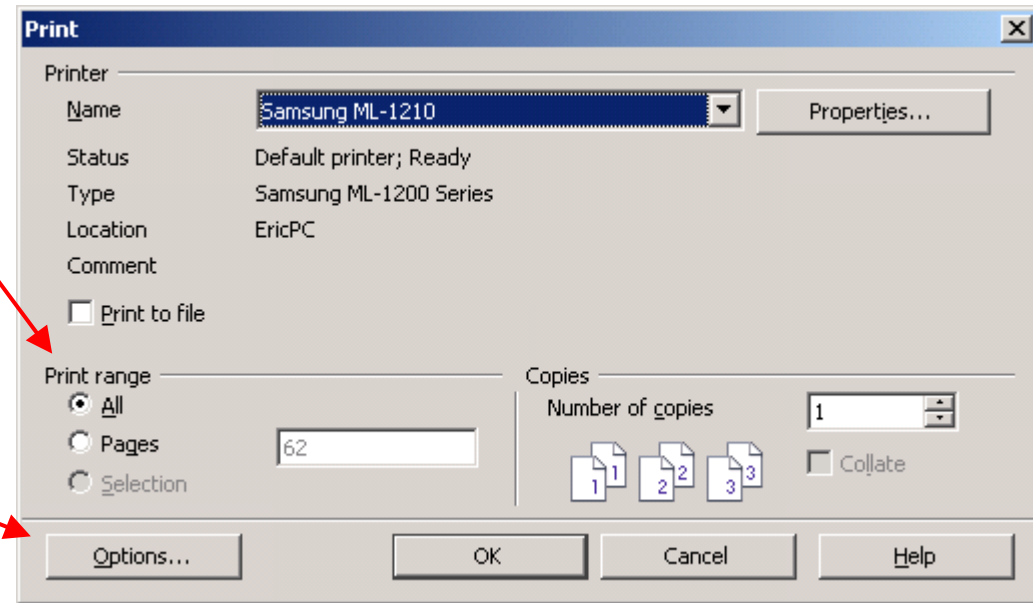 Print
Printer
Name Samsung ML-1210 Properties...
Status Default printer; Ready
Type Samsung ML-1200 Series
Location EricPC
Comment
Print to file
Print range Copies
All Number of copies 1
Pages 62 Collate
Selection 1 1 2 2 3 3
Options... OK Cancel Help